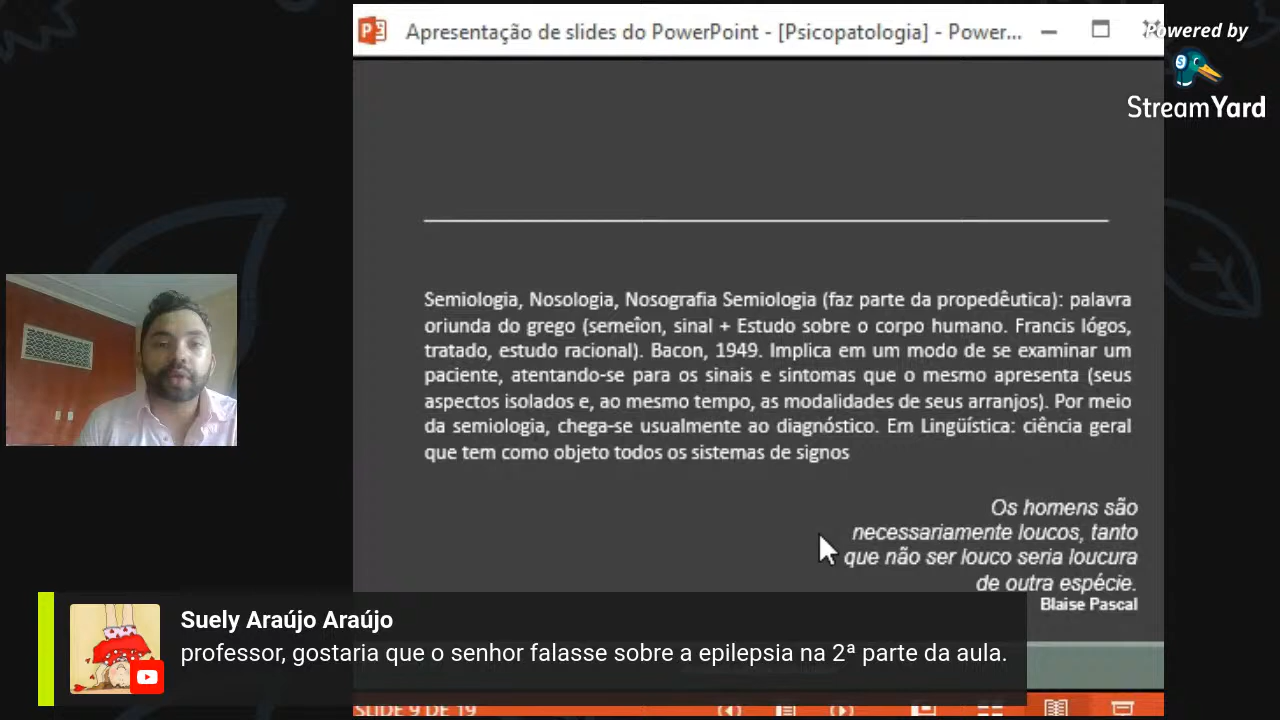 Apresentação de slides do PowerPoint - [Psicopatologia] - Power...
Powered by
StreamYard
Semiologia, Nosologia, Nosografia Semiologia (faz parte da propedêutica): palavra
oriunda do grego (semeîon, sinal + Estudo sobre o corpo humano. Francis lógos,
tratado, estudo racional). Bacon, 1949. Implica em um modo de se examinar um
paciente, atentando-se para os sinais e sintomas que o mesmo apresenta (seus
aspectos isolados e, ao mesmo tempo, as modalidades de seus arranjos). Por meio
da semiologia, chega-se usualmente ao diagnóstico. Em Lingüística: ciência geral
que tem como objeto todos os sistemas de signos
Os homens são
necessariamente loucos, tanto
que não ser louco seria loucura
de outra espécie.
Blaise Pascal
Suely Araújo Araújo
professor, gostaria que o senhor falasse sobre a epilepsia na 2ª parte da aula.
SLIDE 9 DE 19